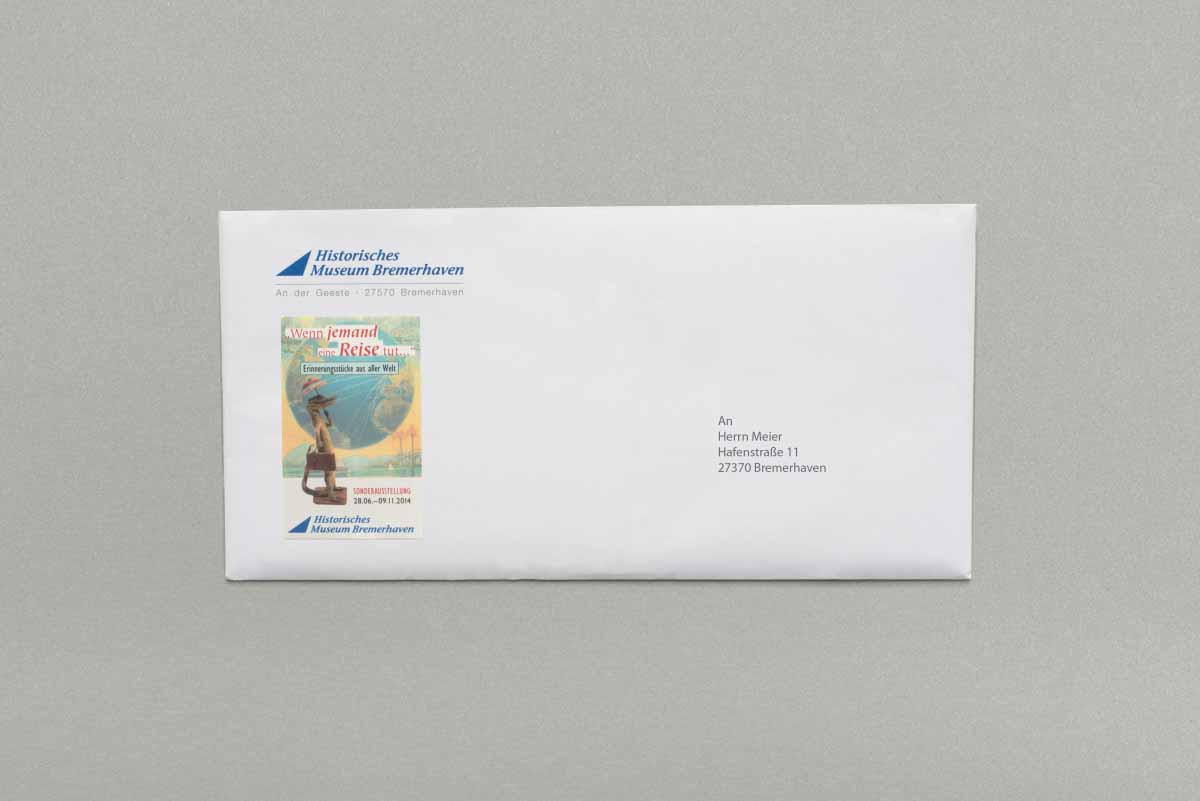 Historisches
Museum Bremerhaven
An der Geeste · 27570 Bremerhaven
„Wenn jemand
eine Reise tut..."
Erinnerungsstücke aus aller Welt
SONDERAUSSTELLUNG
28.06.–09.11.2014
Historisches
Museum Bremerhaven
An
Herrn Meier
Hafenstraße 11
27370 Bremerhaven